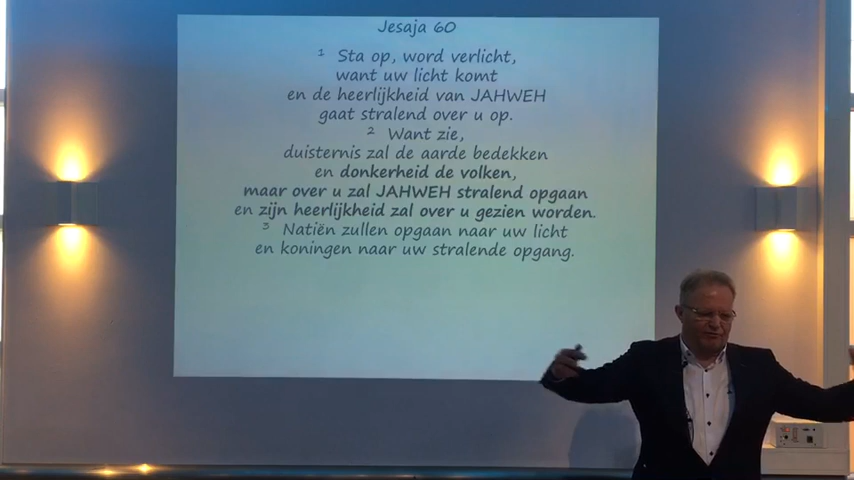 Jesaja 60
1 Sta op, word verlicht,
want uw licht komt
en de heerlijkheid van JAHWEH
gaat stralend over u op.
2 Want zie,
duisternis zal de aarde bedekken
en donkerheid de volken,
maar over u zal JAHWEH stralend opgaan
en zijn heerlijkheid zal over u gezien worden.
3 Natiën zullen opgaan naar uw licht
en koningen naar uw stralende opgang.